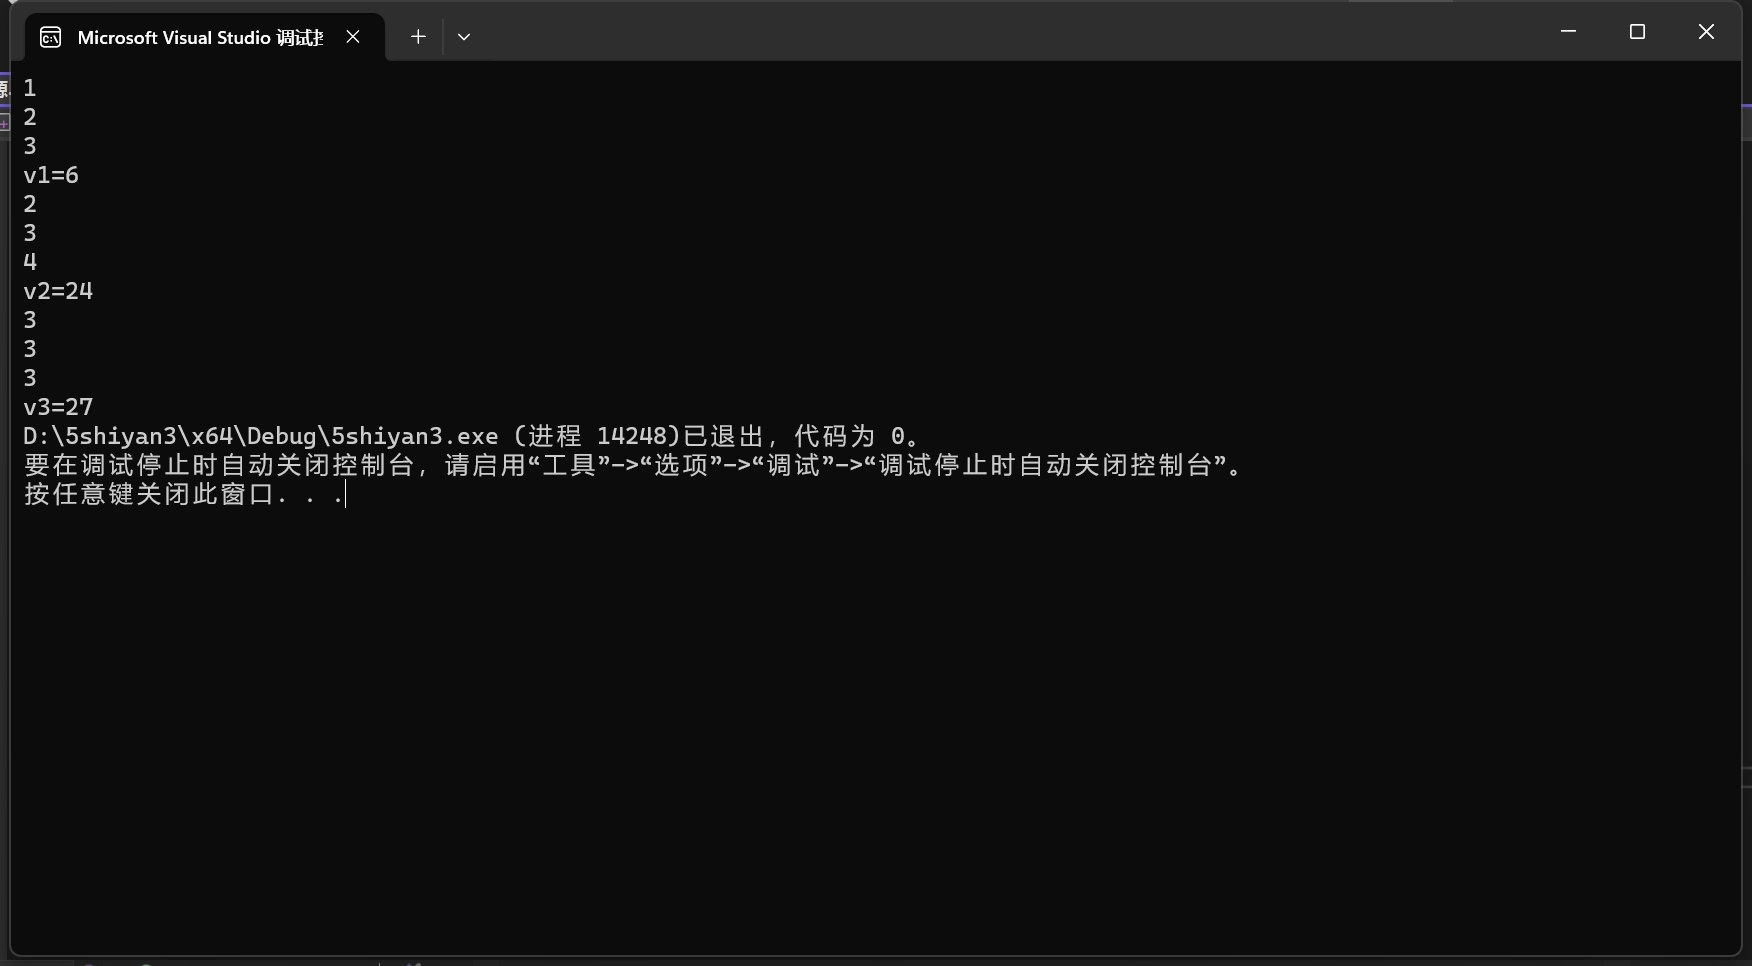 Microsoft Visual Studio 调试
1
2
3
v1=6
2
3
4
v2=24
3
3
3
v3=27
D:\5shiyan3\x64\Debug\5shiyan3.exe (进程 14248)已退出，代码为 0。
要在调试停止时自动关闭控制台，请启用“工具”->“选项”->“调试”->“调试停止时自动关闭控制台”。
按任意键关闭此窗口. . .